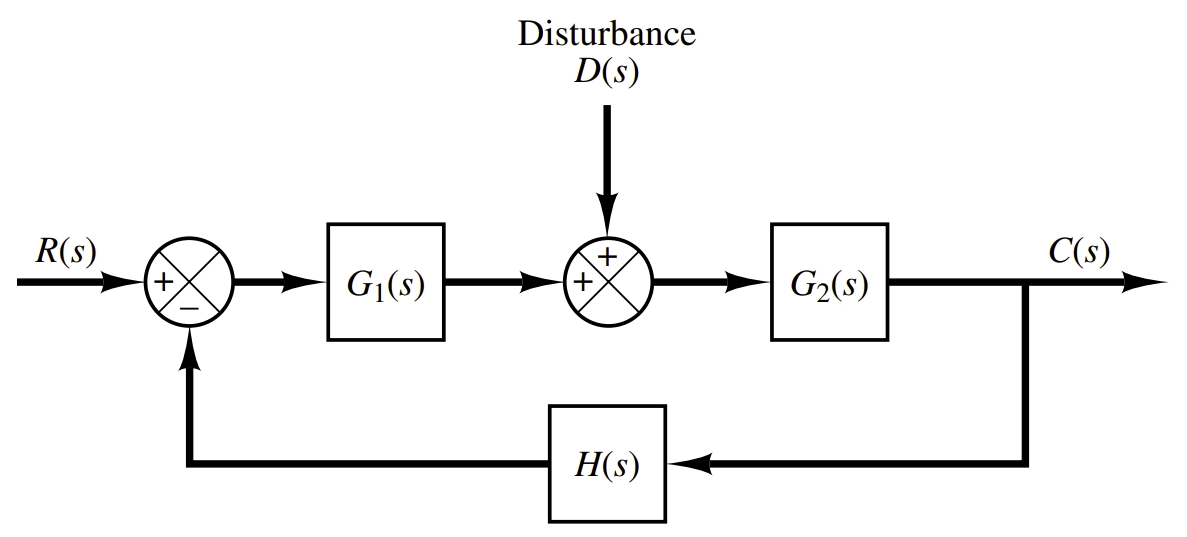 Disturbance
D(s)
R(s)
C(s)
+
+
+
−
G₁(s)
G₂(s)
H(s)